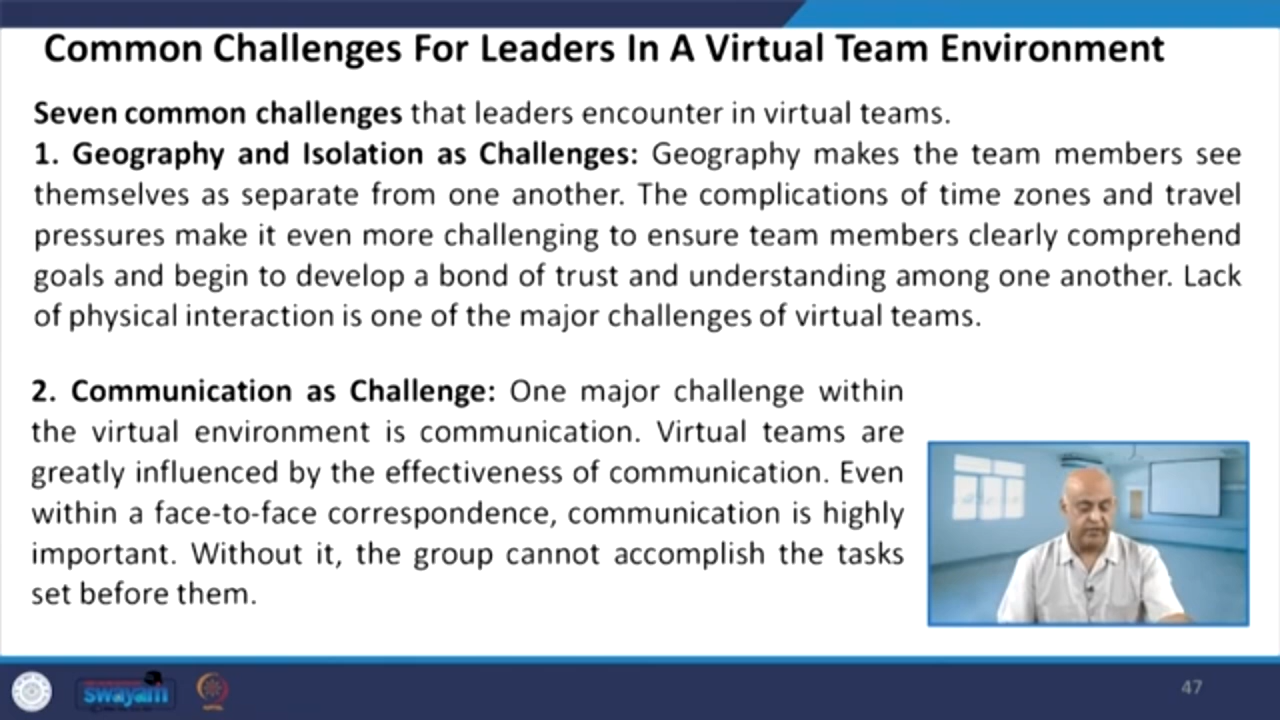 Common Challenges For Leaders In A Virtual Team Environment
Seven common challenges that leaders encounter in virtual teams.
1. Geography and Isolation as Challenges: Geography makes the team members see
themselves as separate from one another. The complications of time zones and travel
pressures make it even more challenging to ensure team members clearly comprehend
goals and begin to develop a bond of trust and understanding among one another. Lack
of physical interaction is one of the major challenges of virtual teams.
2. Communication as Challenge: One major challenge within
the virtual environment is communication. Virtual teams are
greatly influenced by the effectiveness of communication. Even
within a face-to-face correspondence, communication is highly
important. Without it, the group cannot accomplish the tasks
set before them.
swayam
47